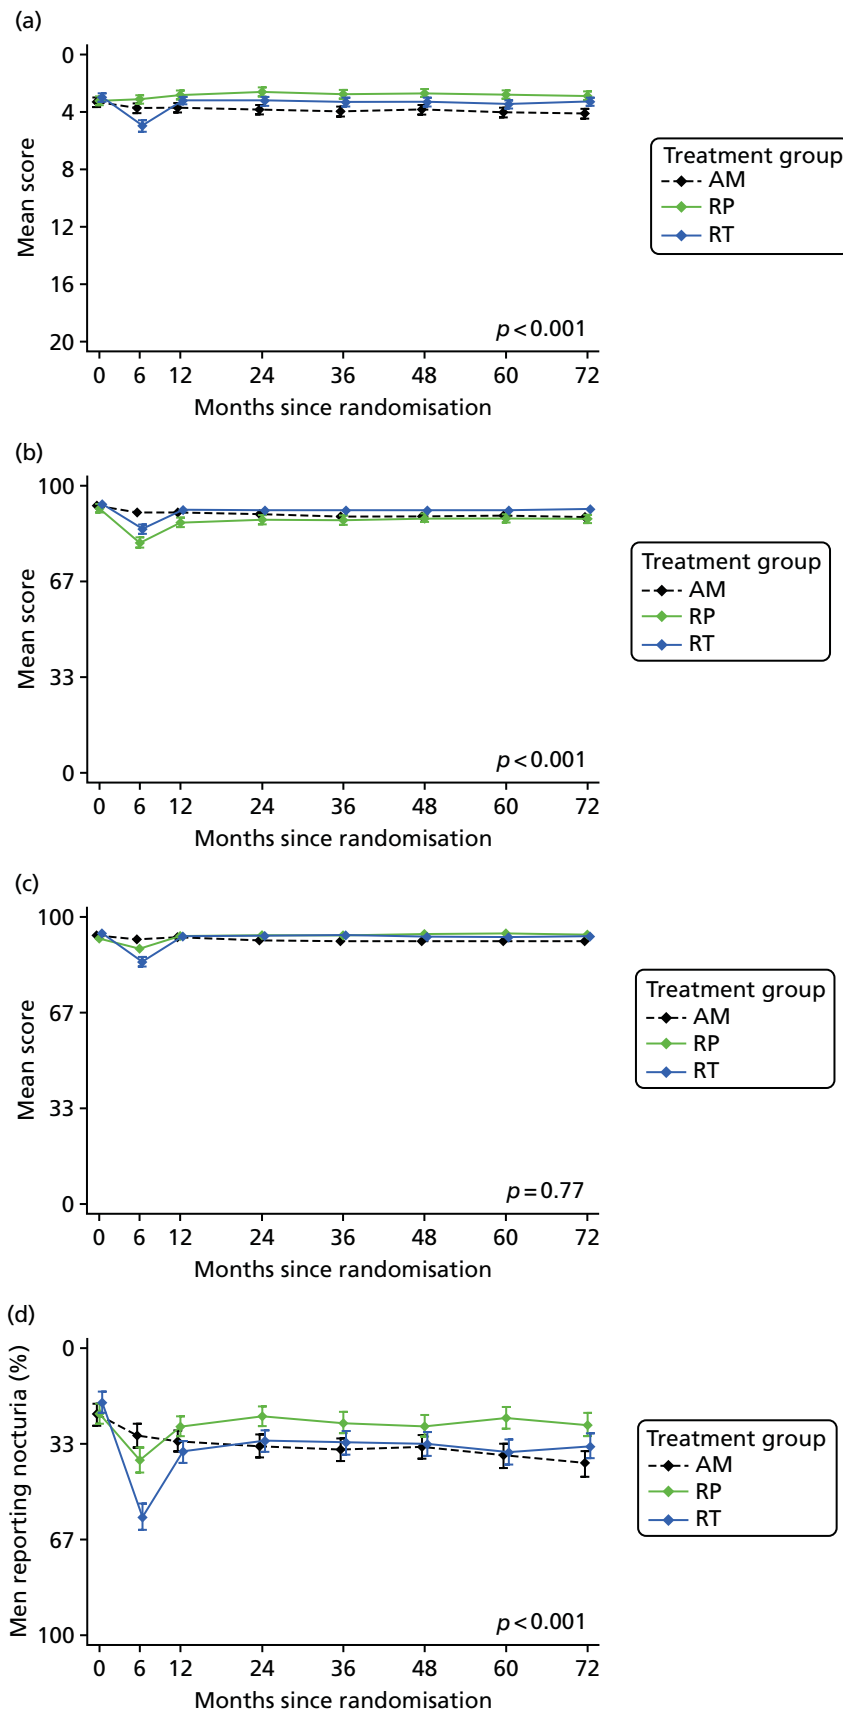 (a)
0
4
8
12
16
20
Mean score
p < 0.001
0 6 12 24 36 48 60 72
Months since randomisation
Treatment group
AM
RP
RT
(b)
100
67
33
0
Mean score
p < 0.001
0 6 12 24 36 48 60 72
Months since randomisation
Treatment group
AM
RP
RT
(c)
100
67
33
0
Mean score
p = 0.77
0 6 12 24 36 48 60 72
Months since randomisation
Treatment group
AM
RP
RT
(d)
0
33
67
100
Men reporting nocturia (%)
p < 0.001
0 6 12 24 36 48 60 72
Months since randomisation
Treatment group
AM
RP
RT